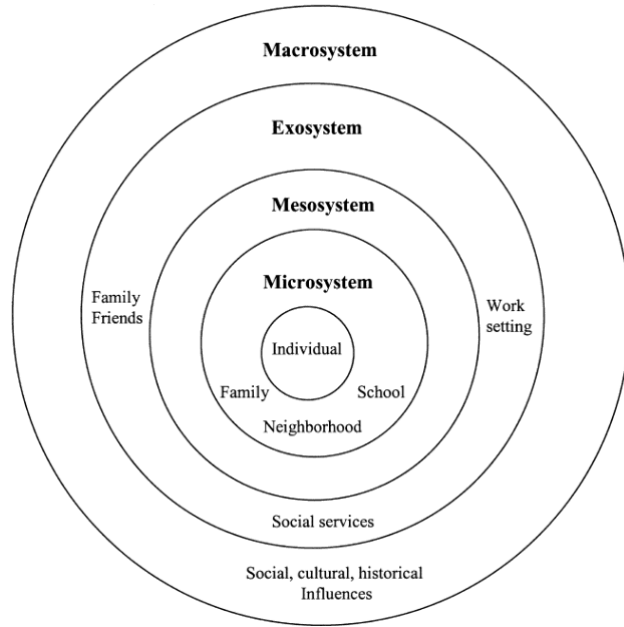 Macrosystem
Exosystem
Mesosystem
Microsystem
Family
Friends
Work
setting
Individual
Family
School
Neighborhood
Social services
Social, cultural, historical
Influences